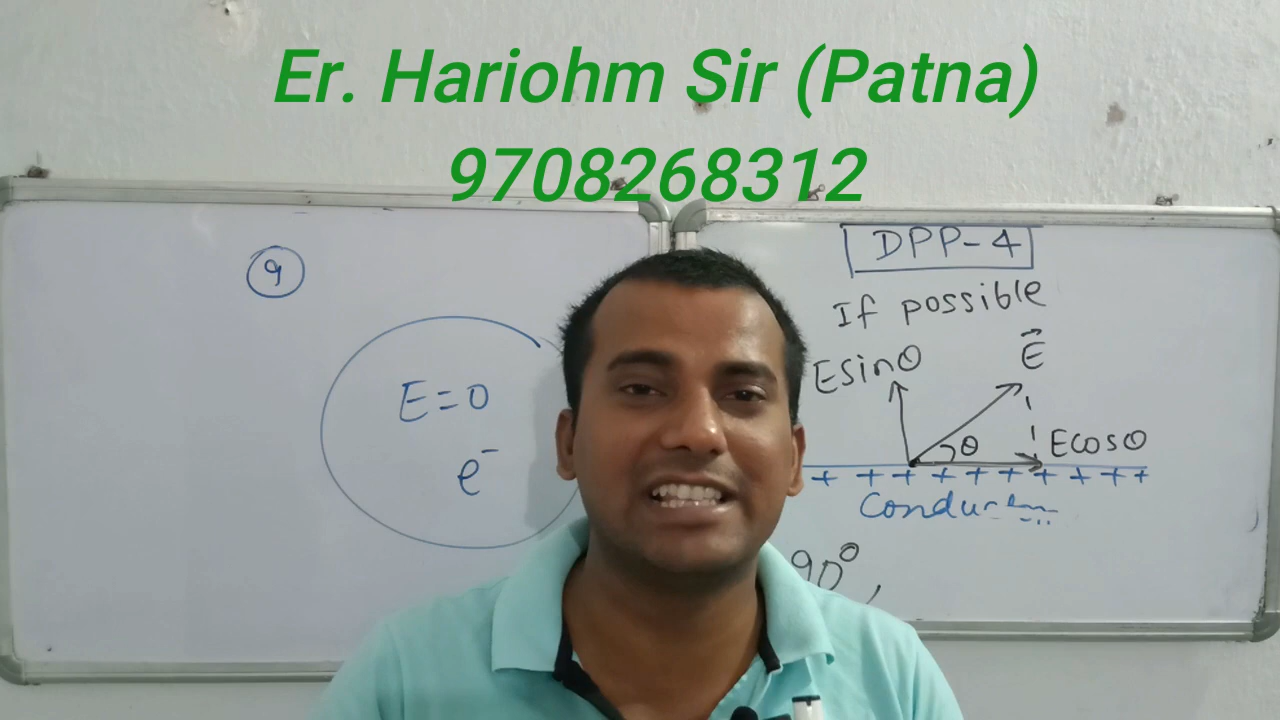 Er. Hariohm Sir (Patna)
9708268312
9
E=0
e⁻
DPP-4
If possible
Esinθ
E⃗
θ
Ecosθ
+ + + + + + + + +
90°,